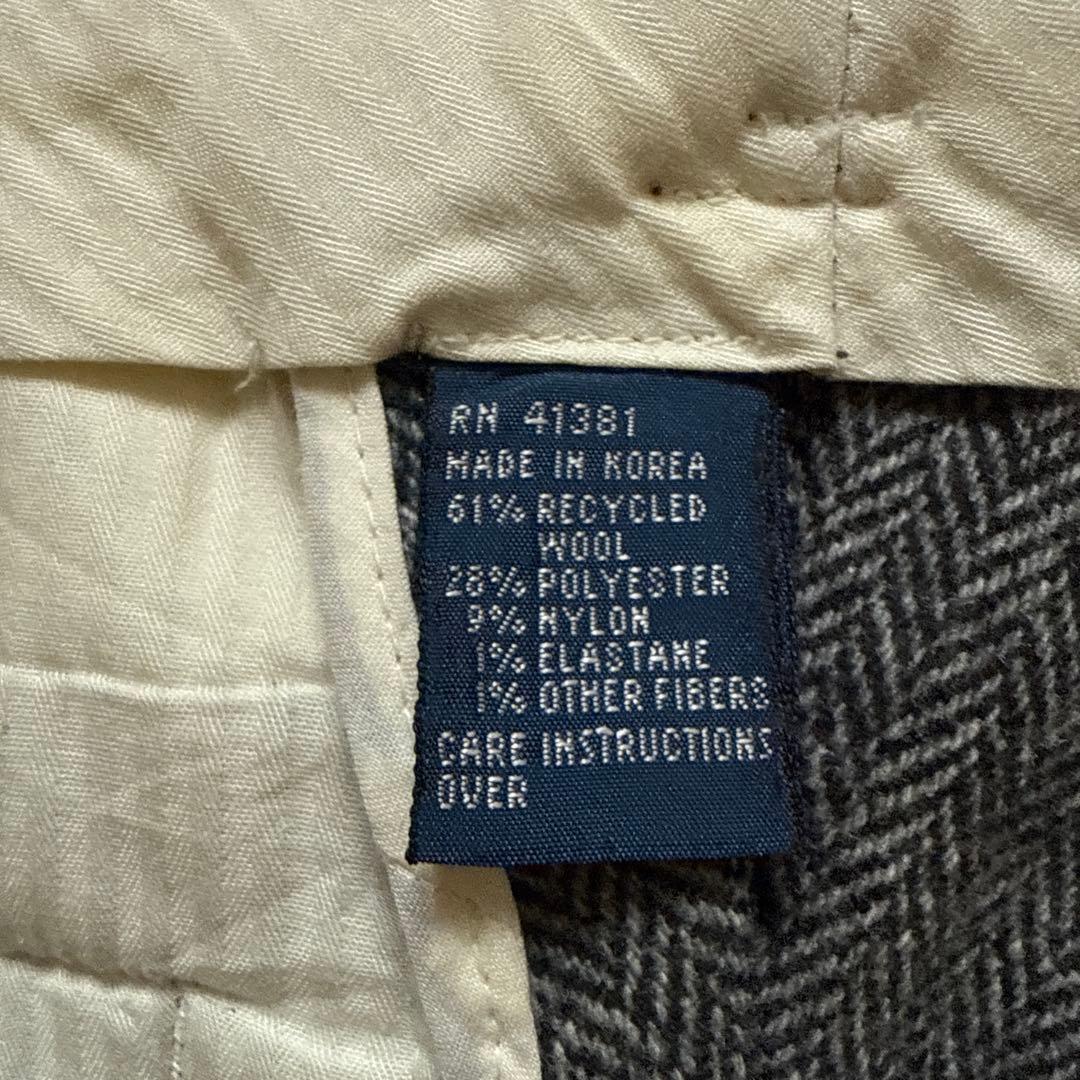 RN 41381
MADE IN KOREA
61% RECYCLED
WOOL
28% POLYESTER
9% NYLON
1% ELASTANE
1% OTHER FIBERS
CARE INSTRUCTIONS
OVER